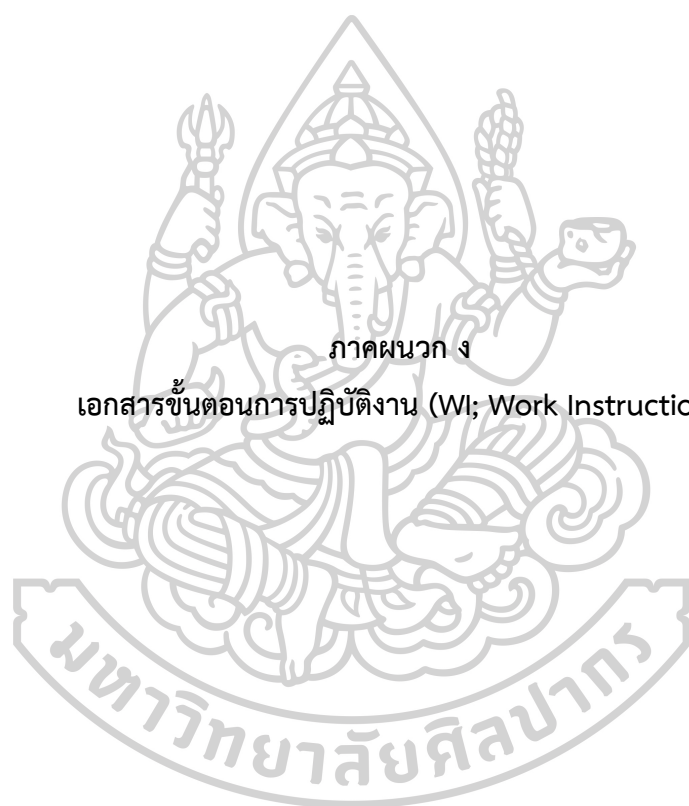 ภาคผนวก ง
เอกสารขั้นตอนการปฏิบัติงาน (WI; Work Instructio
มหาวิทยาลัยศิลปากร